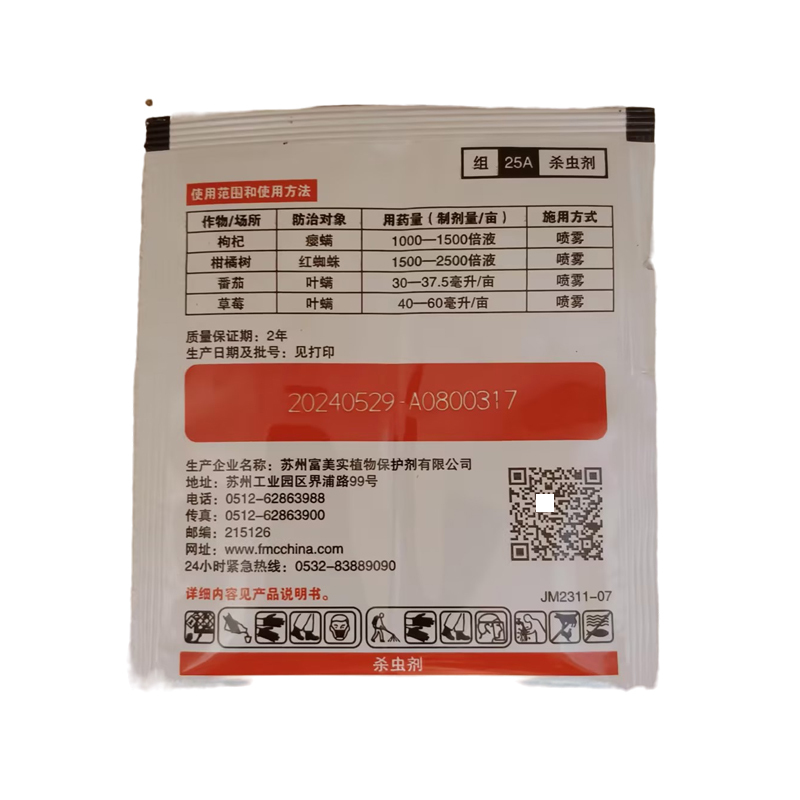 组 25A 杀虫剂
使用范围和使用方法
作物/场所 防治对象 用药量（制剂量/亩） 施用方式
枸杞 瘿螨 1000—1500倍液 喷雾
柑橘树 红蜘蛛 1500—2500倍液 喷雾
番茄 叶螨 30—37.5毫升/亩 喷雾
草莓 叶螨 40—60毫升/亩 喷雾
质量保证期：2年
生产日期及批号：见打印
20240529-A0800317
生产企业名称：苏州富美实植物保护剂有限公司
地址：苏州工业园区界浦路99号
电话：0512-62863988
传真：0512-62863900
邮编：215126
网址：www.fmcchina.com
24小时紧急热线：0532-83889090
详细内容见产品说明书。
JM2311-07
杀虫剂